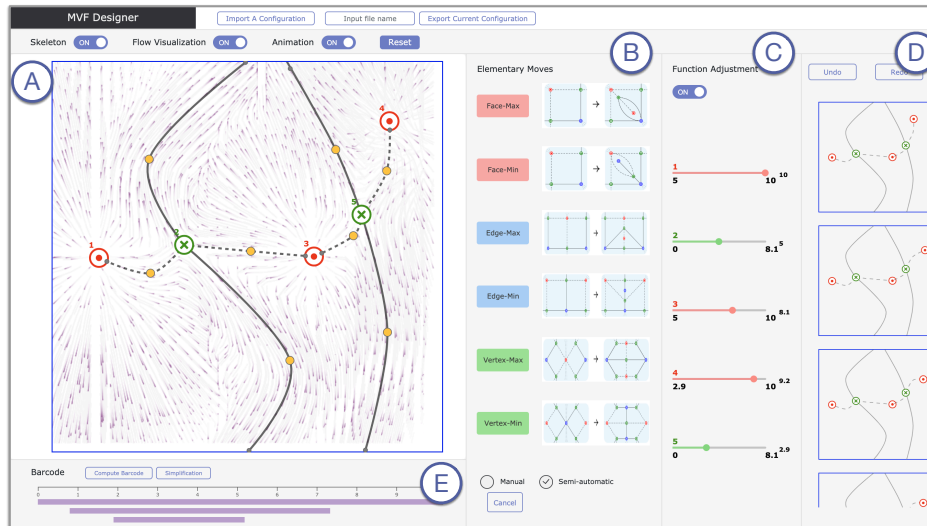 MVF Designer
Import A Configuration
Input file name
Export Current Configuration
Skeleton ON
Flow Visualization ON
Animation ON
Reset
A
1
2
3
4
5
B
Elementary Moves
Face-Max
Face-Min
Edge-Max
Edge-Min
Vertex-Max
Vertex-Min
Manual
Semi-automatic
Cancel
C
Function Adjustment
ON
1
5 10 10
2
0 8.1 5
3
5 10 8.1
4
2.9 10 9.2
5
0 8.1 2.9
D
Undo
E
Barcode
Compute Barcode
Simplification
0 1 2 3 4 5 6 7 8 9